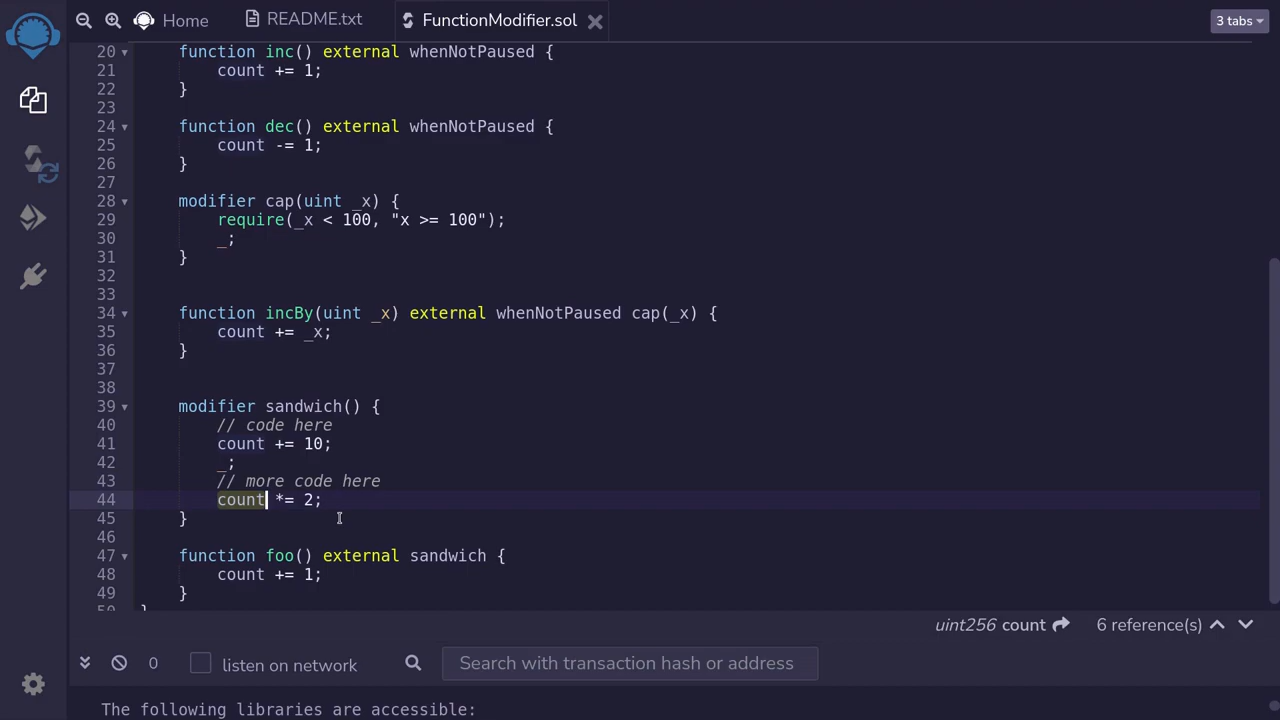 Home
README.txt
FunctionModifier.sol
3 tabs
20 function inc() external whenNotPaused {
21 count += 1;
22 }
23
24 function dec() external whenNotPaused {
25 count -= 1;
26 }
27
28 modifier cap(uint _x) {
29 require(_x < 100, "x >= 100");
30 _;
31 }
32
33
34 function incBy(uint _x) external whenNotPaused cap(_x) {
35 count += _x;
36 }
37
38
39 modifier sandwich() {
40 // code here
41 count += 10;
42 _;
43 // more code here
44 count *= 2;
45 }
46
47 function foo() external sandwich {
48 count += 1;
49 }
50 }
uint256 count 6 reference(s)
0 listen on network Search with transaction hash or address
The following libraries are accessible: